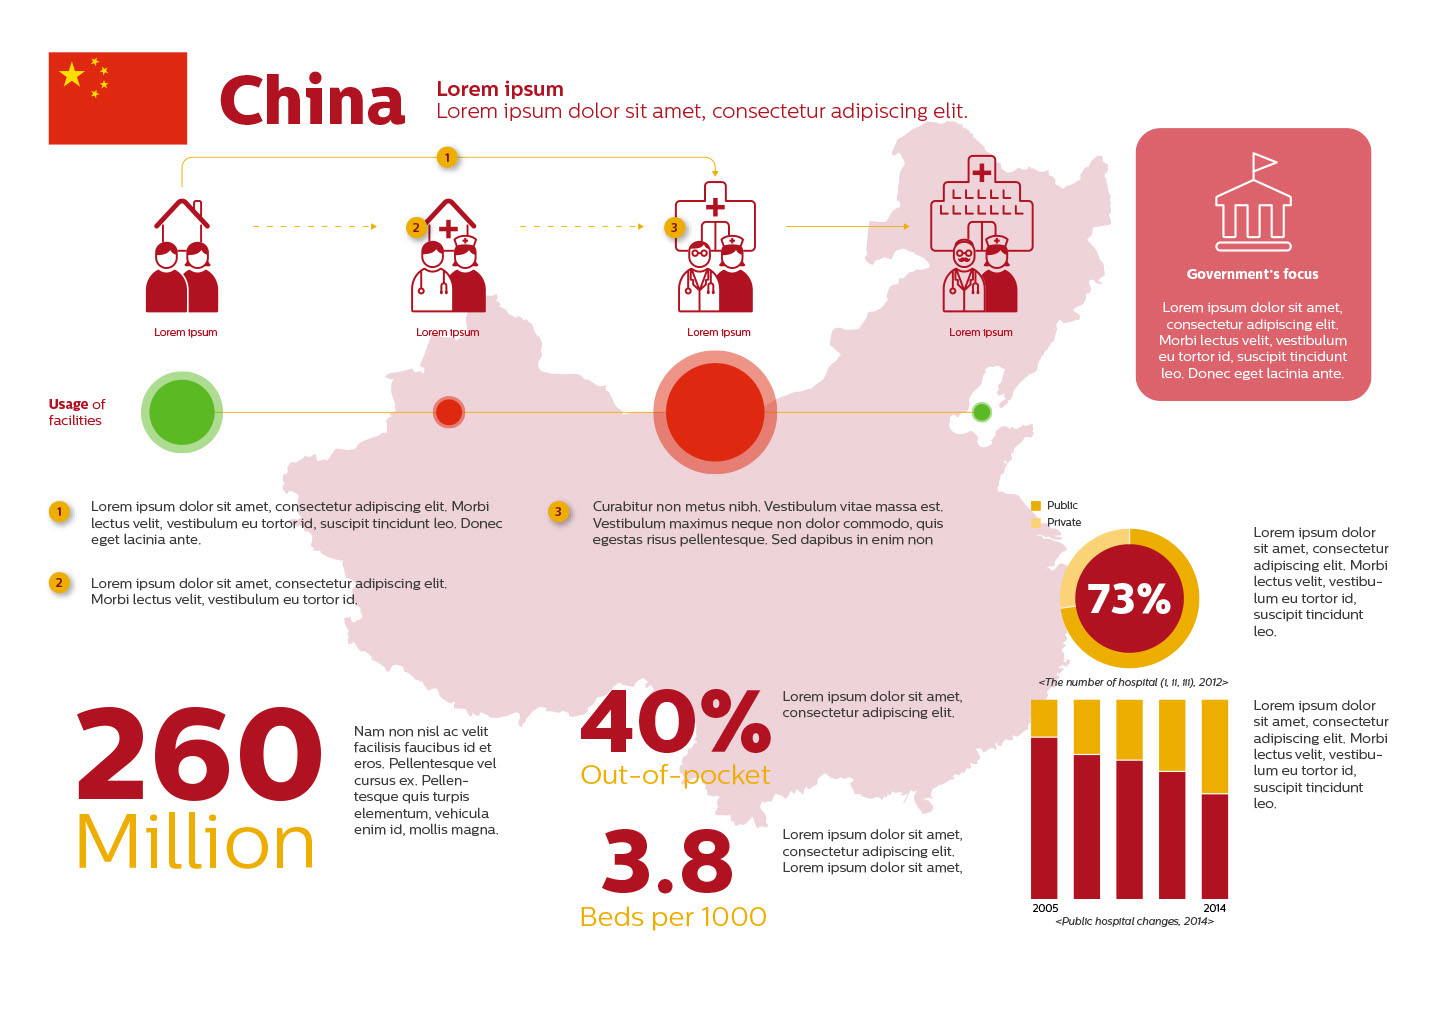 China
Lorem ipsum
Lorem ipsum dolor sit amet, consectetur adipiscing elit.
1
2
3
Lorem ipsum
Lorem ipsum
Lorem ipsum
Lorem ipsum
Government's focus
Lorem ipsum dolor sit amet,
consectetur adipiscing elit.
Morbi lectus velit, vestibulum
eu tortor id, suscipit tincidunt
leo. Donec eget lacinia ante.
Usage of
facilities
1
Lorem ipsum dolor sit amet, consectetur adipiscing elit. Morbi
lectus velit, vestibulum eu tortor id, suscipit tincidunt leo. Donec
eget lacinia ante.
2
Lorem ipsum dolor sit amet, consectetur adipiscing elit.
Morbi lectus velit, vestibulum eu tortor id.
3
Curabitur non metus nibh. Vestibulum vitae massa est.
Vestibulum maximus neque non dolor commodo, quis
egestas risus pellentesque. Sed dapibus in enim non
Public
Private
73%
<The number of hospital (I, II, III), 2012>
Lorem ipsum dolor
sit amet, consectetur
adipiscing elit. Morbi
lectus velit, vestibu-
lum eu tortor id,
suscipit tincidunt
leo.
260
Million
Nam non nisl ac velit
facilisis faucibus id et
eros. Pellentesque vel
cursus ex. Pellen-
tesque quis turpis
elementum, vehicula
enim id, mollis magna.
40%
Out-of-pocket
Lorem ipsum dolor sit amet,
consectetur adipiscing elit.
3.8
Beds per 1000
Lorem ipsum dolor sit amet,
consectetur adipiscing elit.
Lorem ipsum dolor sit amet,
2005
2014
<Public hospital changes, 2014>
Lorem ipsum dolor
sit amet, consectetur
adipiscing elit. Morbi
lectus velit, vestibu-
lum eu tortor id,
suscipit tincidunt
leo.